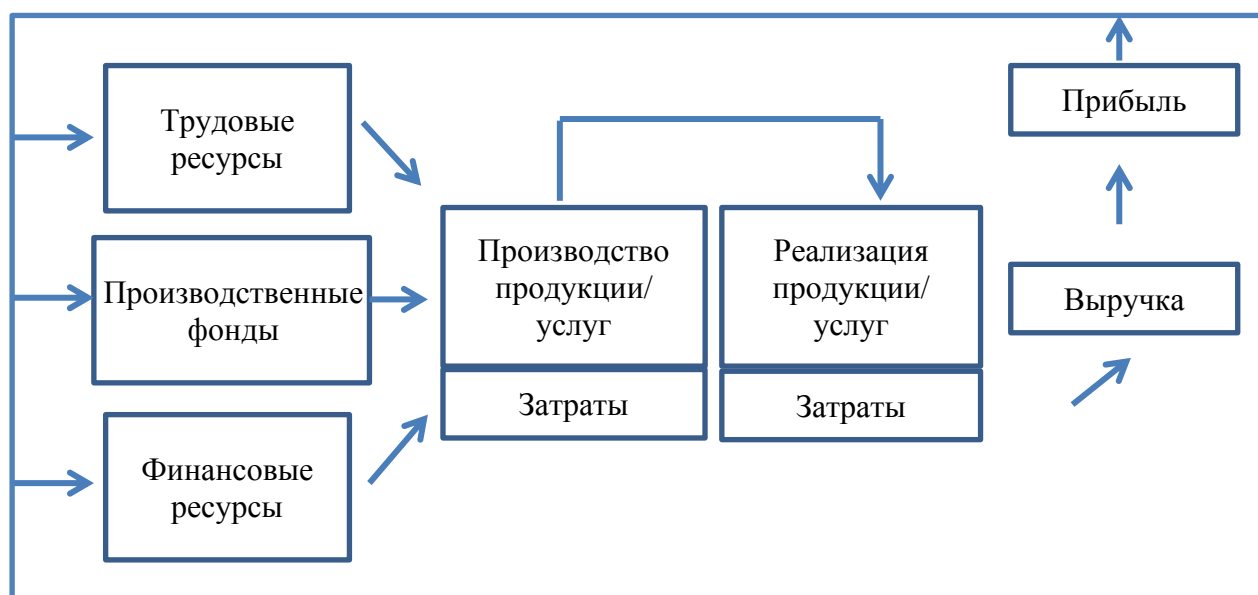 Трудовые
ресурсы
Производственные
фонды
Финансовые
ресурсы
Производство
продукции/
услуг
Затраты
Реализация
продукции/
услуг
Затраты
Прибыль
Выручка